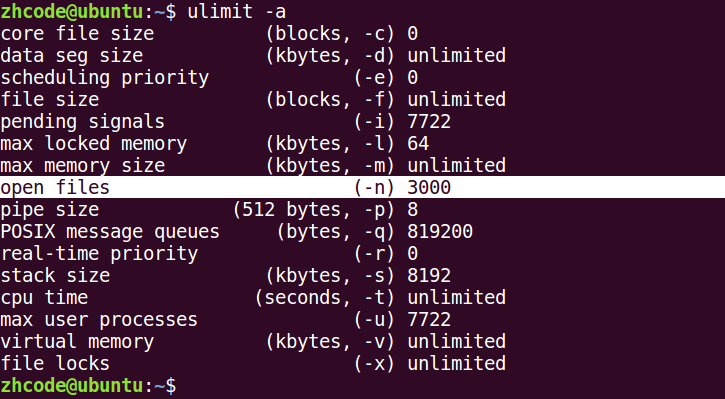 zhcode@ubuntu:~$ ulimit -a
core file size          (blocks, -c) 0
data seg size           (kbytes, -d) unlimited
scheduling priority             (-e) 0
file size               (blocks, -f) unlimited
pending signals                 (-i) 7722
max locked memory       (kbytes, -l) 64
max memory size         (kbytes, -m) unlimited
open files                      (-n) 3000
pipe size            (512 bytes, -p) 8
POSIX message queues     (bytes, -q) 819200
real-time priority              (-r) 0
stack size              (kbytes, -s) 8192
cpu time               (seconds, -t) unlimited
max user processes              (-u) 7722
virtual memory          (kbytes, -v) unlimited
file locks                      (-x) unlimited
zhcode@ubuntu:~$